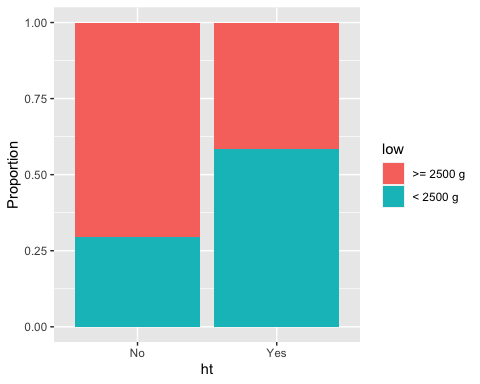 1.00
0.75
0.50
0.25
0.00
Proportion
No Yes
ht
low
>= 2500 g
< 2500 g